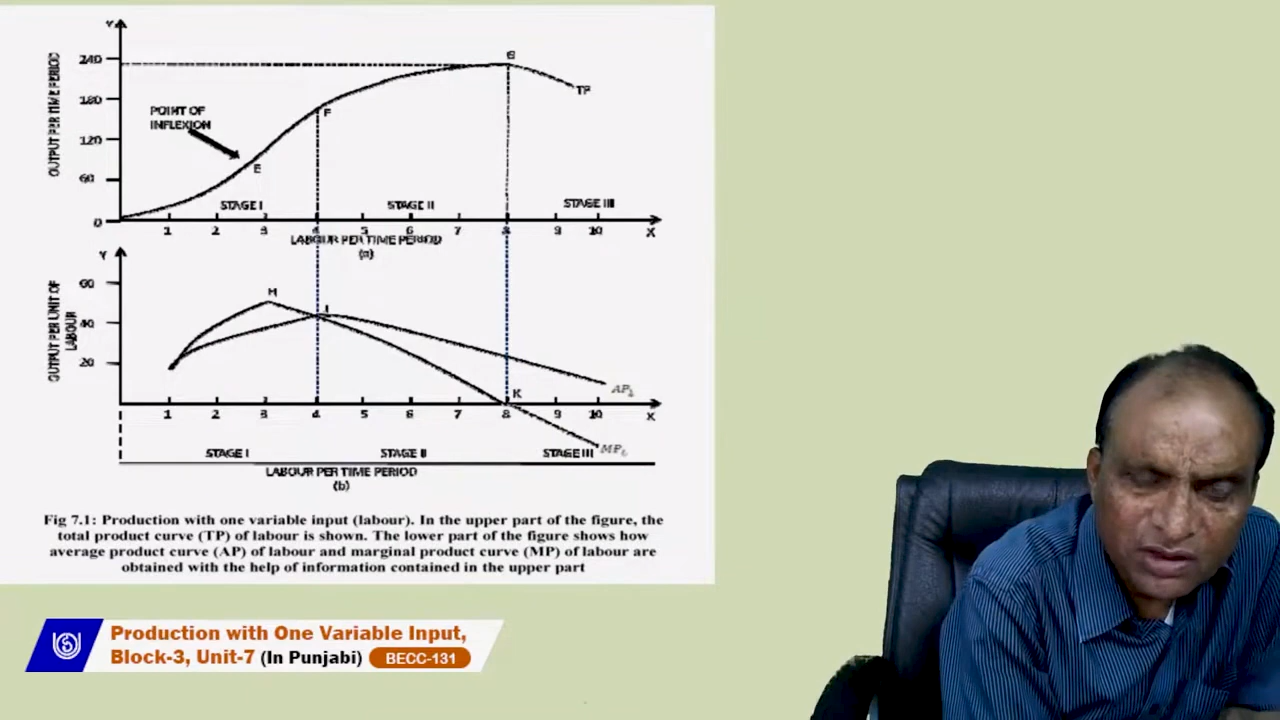 Y
240
180
120
60
0
OUTPUT PER TIME PERIOD
POINT OF
INFLEXION
E
F
G
TP
STAGE I
STAGE II
STAGE III
1 2 3 4 5 6 7 8 9 10 X
LABOUR PER TIME PERIOD
(a)
Y
60
40
20
OUTPUT PER UNIT OF
LABOUR
H
K
AP
MP
1 2 3 4 5 6 7 8 9 10 X
STAGE I
STAGE II
STAGE III
LABOUR PER TIME PERIOD
(b)
Fig 7.1: Production with one variable input (labour). In the upper part of the figure, the
total product curve (TP) of labour is shown. The lower part of the figure shows how
average product curve (AP) of labour and marginal product curve (MP) of labour are
obtained with the help of information contained in the upper part
Production with One Variable Input,
Block-3, Unit-7 (In Punjabi) BECC-131